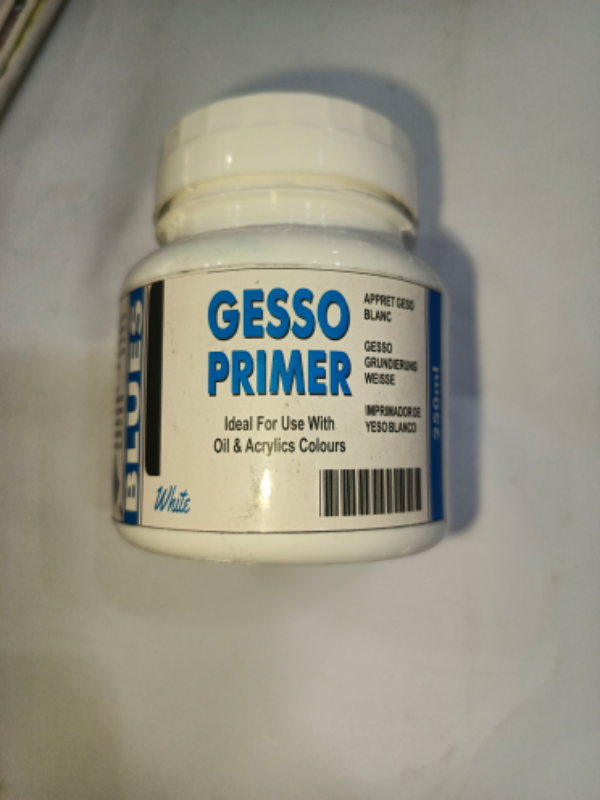 BLUES
GESSO
PRIMER
Ideal For Use With
Oil & Acrylics Colours
White
APPRET GESO
BLANC
GESSO
GRUNDIERUNG
WEISSE
IMPRIMADOR DE
YESO BLANCO
250ml